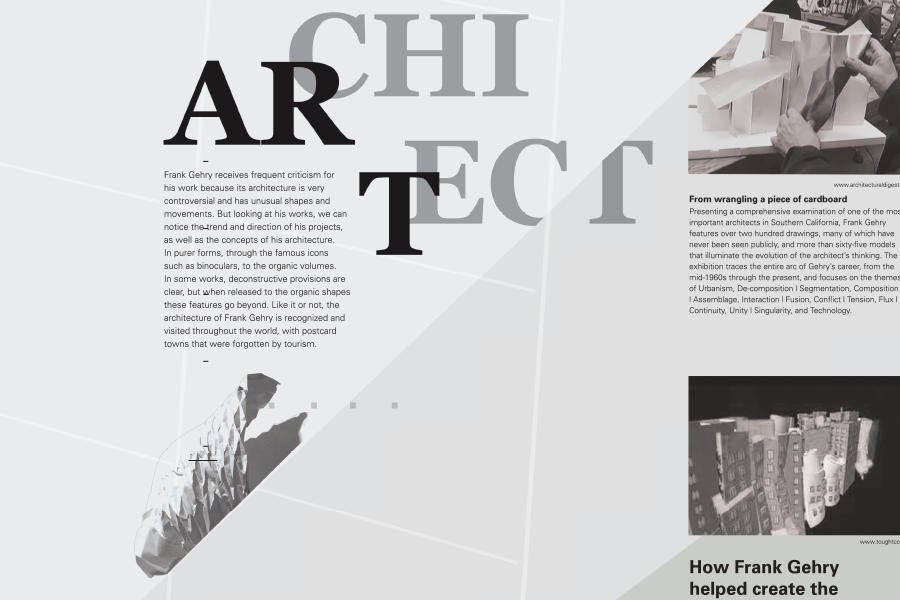 CHI
AR
ECT
T
Frank Gehry receives frequent criticism for
his work because its architecture is very
controversial and has unusual shapes and
movements. But looking at his works, we can
notice the trend and direction of his projects,
as well as the concepts of his architecture.
In purer forms, through the famous icons
such as binoculars, to the organic volumes.
In some works, deconstructive provisions are
clear, but when released to the organic shapes
these features go beyond. Like it or not, the
architecture of Frank Gehry is recognized and
visited throughout the world, with postcard
towns that were forgotten by tourism.
www.architecturaldigest
From wrangling a piece of cardboard
Presenting a comprehensive examination of one of the mos
important architects in Southern California, Frank Gehry
features over two hundred drawings, many of which have
never been seen publicly, and more than sixty-five models
that illuminate the evolution of the architect's thinking. The
exhibition traces the entire arc of Gehry's career, from the
mid-1960s through the present, and focuses on the themes
of Urbanism, De-composition I Segmentation, Composition
I Assemblage, Interaction I Fusion, Conflict I Tension, Flux I
Continuity, Unity I Singularity, and Technology.
www.toughtco
How Frank Gehry
helped create the